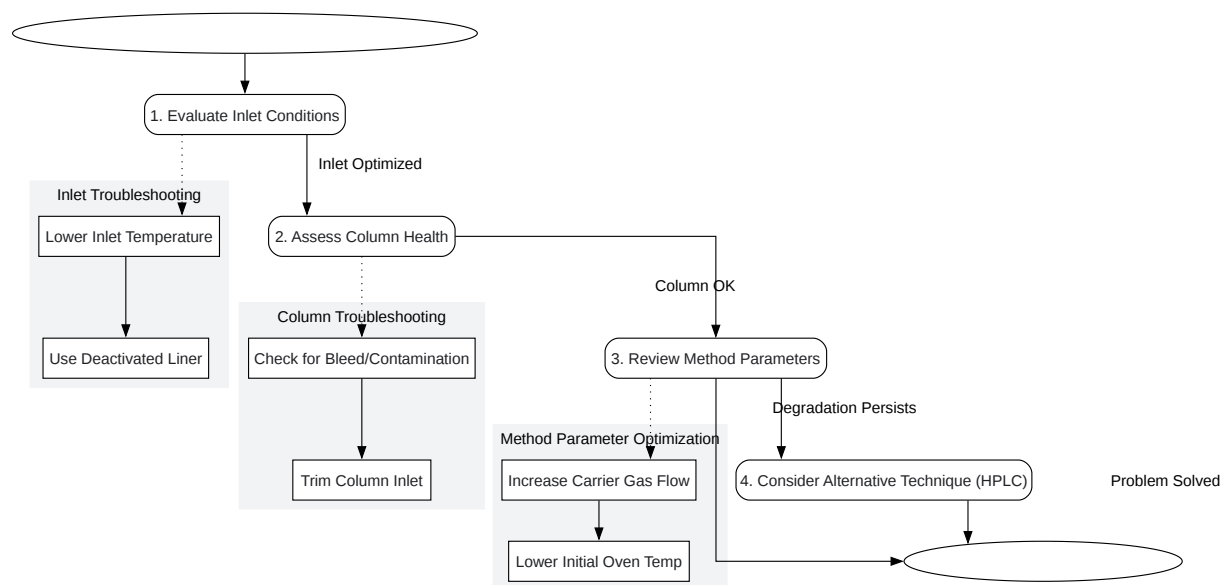 1. Evaluate Inlet Conditions
Inlet Optimized
Inlet Troubleshooting
Lower Inlet Temperature
2. Assess Column Health
Column OK
Column Troubleshooting
Use Deactivated Liner
Check for Bleed/Contamination
3. Review Method Parameters
Degradation Persists
Method Parameter Optimization
Trim Column Inlet
Increase Carrier Gas Flow
4. Consider Alternative Technique (HPLC)
Problem Solved
Lower Initial Oven Temp